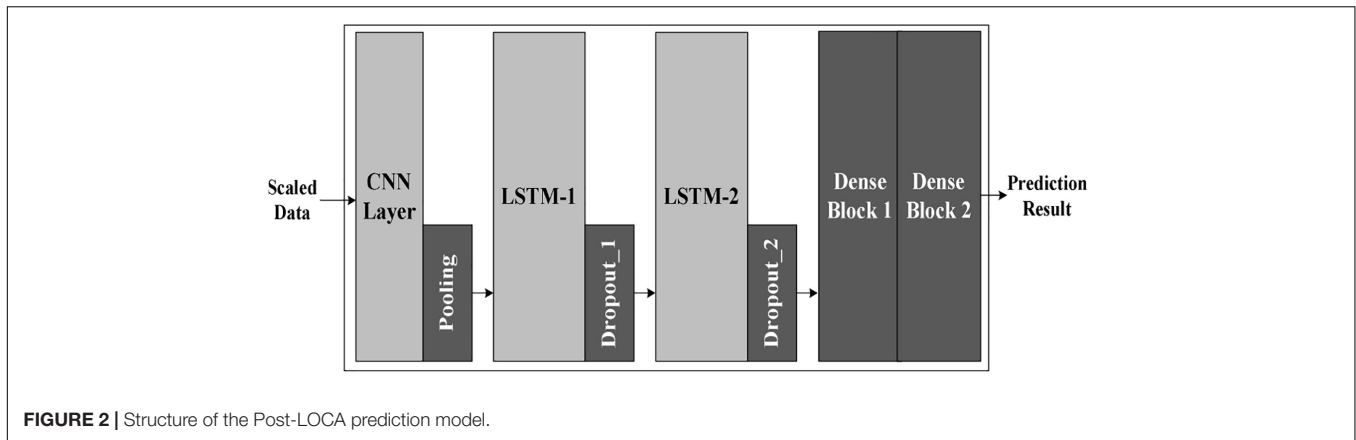 Scaled
Data
CNN
Layer
Pooling
LSTM-1
Dropout_1
LSTM-2
Dropout_2
Dense
Block 1
Dense
Block 2
Prediction
Result
FIGURE 2 | Structure of the Post-LOCA prediction model.